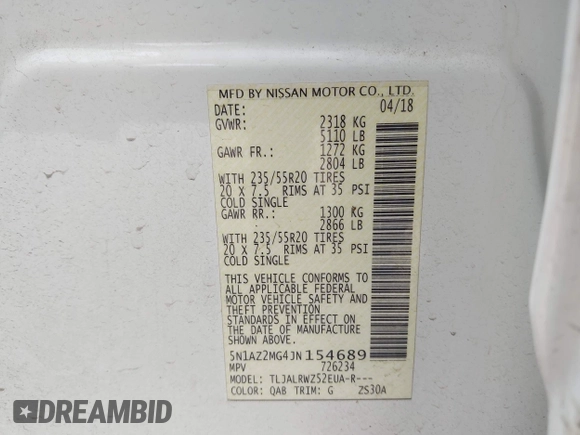 MFD BY NISSAN MOTOR CO., LTD.
DATE: 04/18
GVWR: 2318 KG
5110 LB
GAWR FR.: 1272 KG
2804 LB
WITH 235/55R20 TIRES
20 X 7.5 RIMS AT 35 PSI
COLD SINGLE
GAWR RR.: 1300 KG
2866 LB
WITH 235/55R20 TIRES
20 X 7.5 RIMS AT 35 PSI
COLD SINGLE
THIS VEHICLE CONFORMS TO
ALL APPLICABLE FEDERAL
MOTOR VEHICLE SAFETY AND
THEFT PREVENTION
STANDARDS IN EFFECT ON
THE DATE OF MANUFACTURE
SHOWN ABOVE.
5N1AZ2MG4JN154689
MPV 726234
MODEL: TLJALRWZ52EUA-R---
COLOR: QAB TRIM: G ZS30A
DREAMBID
CERTIFIED USED CARS